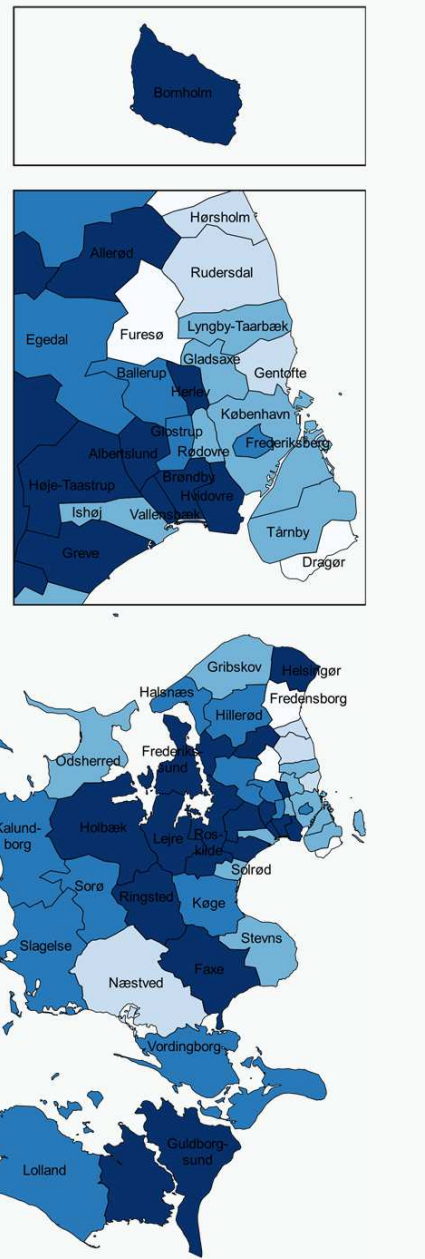 Bornholm
Hørsholm
Allerød
Rudersdal
Lyngby-Taarbæk
Furesø
Egedal
Gladsaxe
Ballerup
Gentofte
Herlev
København
Glostrup
Frederiksberg
Rødovre
Albertslund
Brøndby
Høje-Taastrup
Hvidovre
Ishøj
Vallensbæk
Tårnby
Greve
Dragør
Gribskov
Helsingør
Halsnæs
Fredensborg
Hillerød
Frederiks-
sund
Odsherred
Kalund-
borg
Holbæk
Lejre
Ros-
kilde
Solrød
Sorø
Ringsted
Køge
Stevns
Slagelse
Faxe
Næstved
Vordingborg
Guldborg-
sund
Lolland